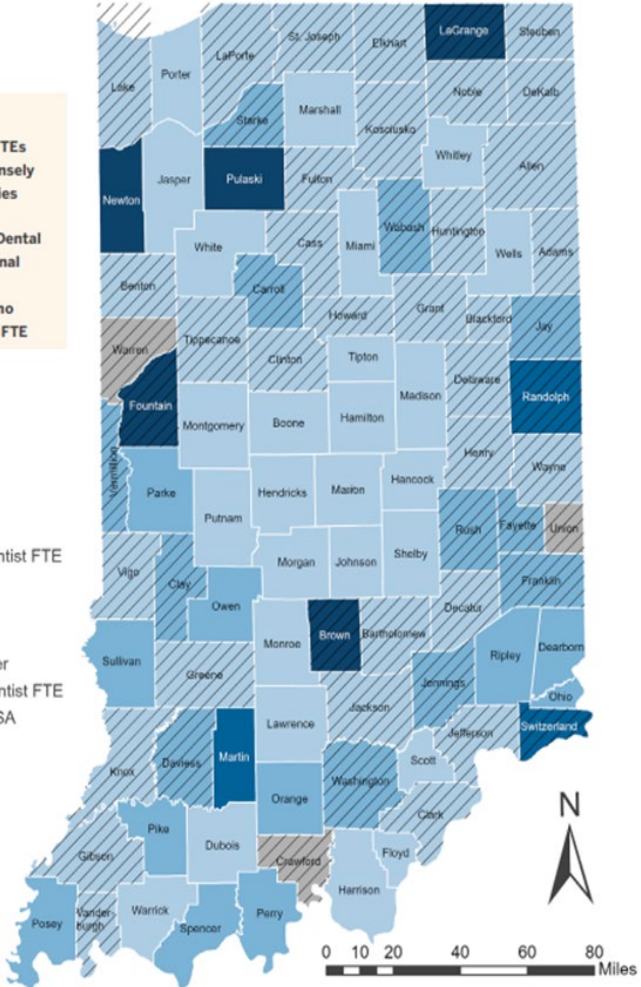 TEs
nsely
ies
Dental
nal
no
FTE
ntist FTE
er
ntist FTE
SA
Lake
Porter
LaPorte
St. Joseph
Elkhart
LaGrange
Steuben
Starke
Marshall
Kosciusko
Noble
DeKalb
Whitley
Allen
Newton
Jasper
Pulaski
Fulton
White
Cass
Miami
Wabash
Huntington
Wells
Adams
Benton
Carroll
Howard
Grant
Blackford
Jay
Warren
Tippecanoe
Clinton
Tipton
Fountain
Montgomery
Boone
Hamilton
Madison
Delaware
Randolph
Vermillion
Parke
Putnam
Hendricks
Marion
Hancock
Henry
Wayne
Rush
Fayette
Union
Vigo
Clay
Owen
Morgan
Johnson
Shelby
Decatur
Franklin
Sullivan
Greene
Monroe
Brown
Bartholomew
Jennings
Ripley
Dearborn
Ohio
Knox
Daviess
Martin
Lawrence
Jackson
Jefferson
Switzerland
Orange
Washington
Scott
Clark
Gibson
Pike
Dubois
Crawford
Floyd
Harrison
Posey
Vander-
burgh
Warrick
Spencer
Perry
N
0 10 20 40 60 80
Miles